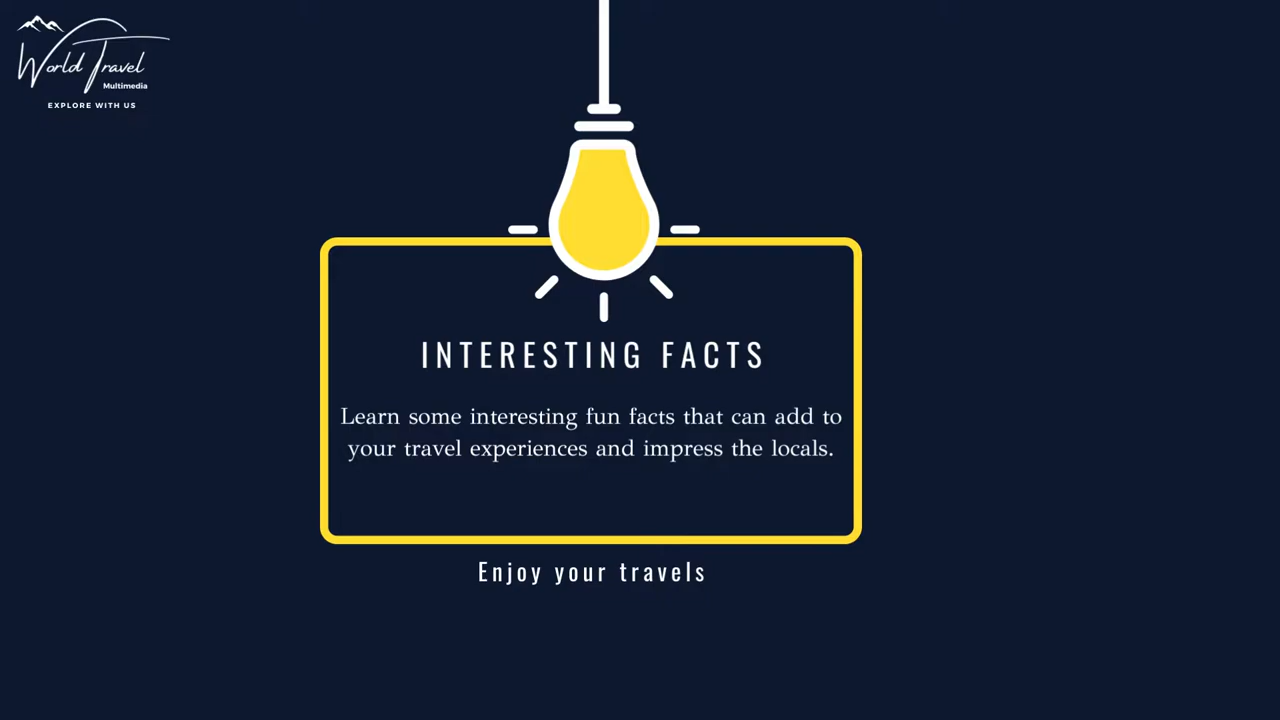 World Travel
Multimedia
EXPLORE WITH US
INTERESTING FACTS
Learn some interesting fun facts that can add to
your travel experiences and impress the locals.
Enjoy your travels